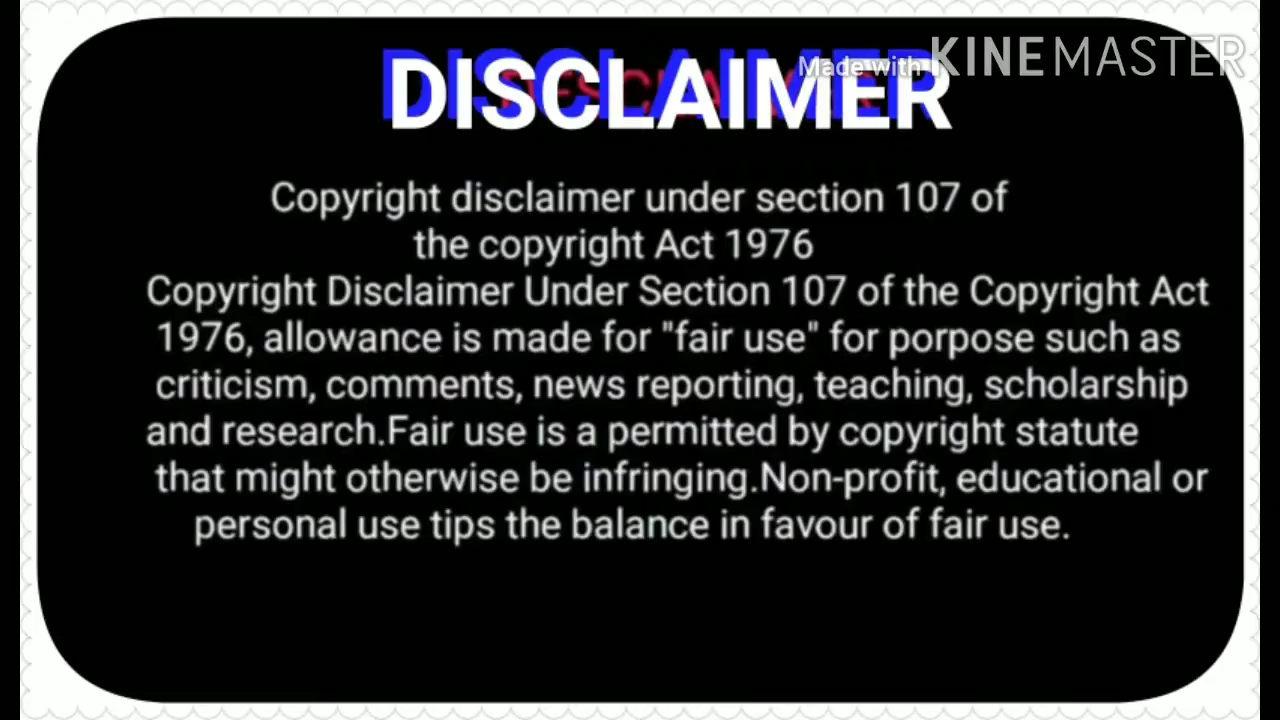 DISCLAIMER
Made with KINEMASTER
Copyright disclaimer under section 107 of
the copyright Act 1976
Copyright Disclaimer Under Section 107 of the Copyright Act
1976, allowance is made for "fair use" for porpose such as
criticism, comments, news reporting, teaching, scholarship
and research.Fair use is a permitted by copyright statute
that might otherwise be infringing.Non-profit, educational or
personal use tips the balance in favour of fair use.